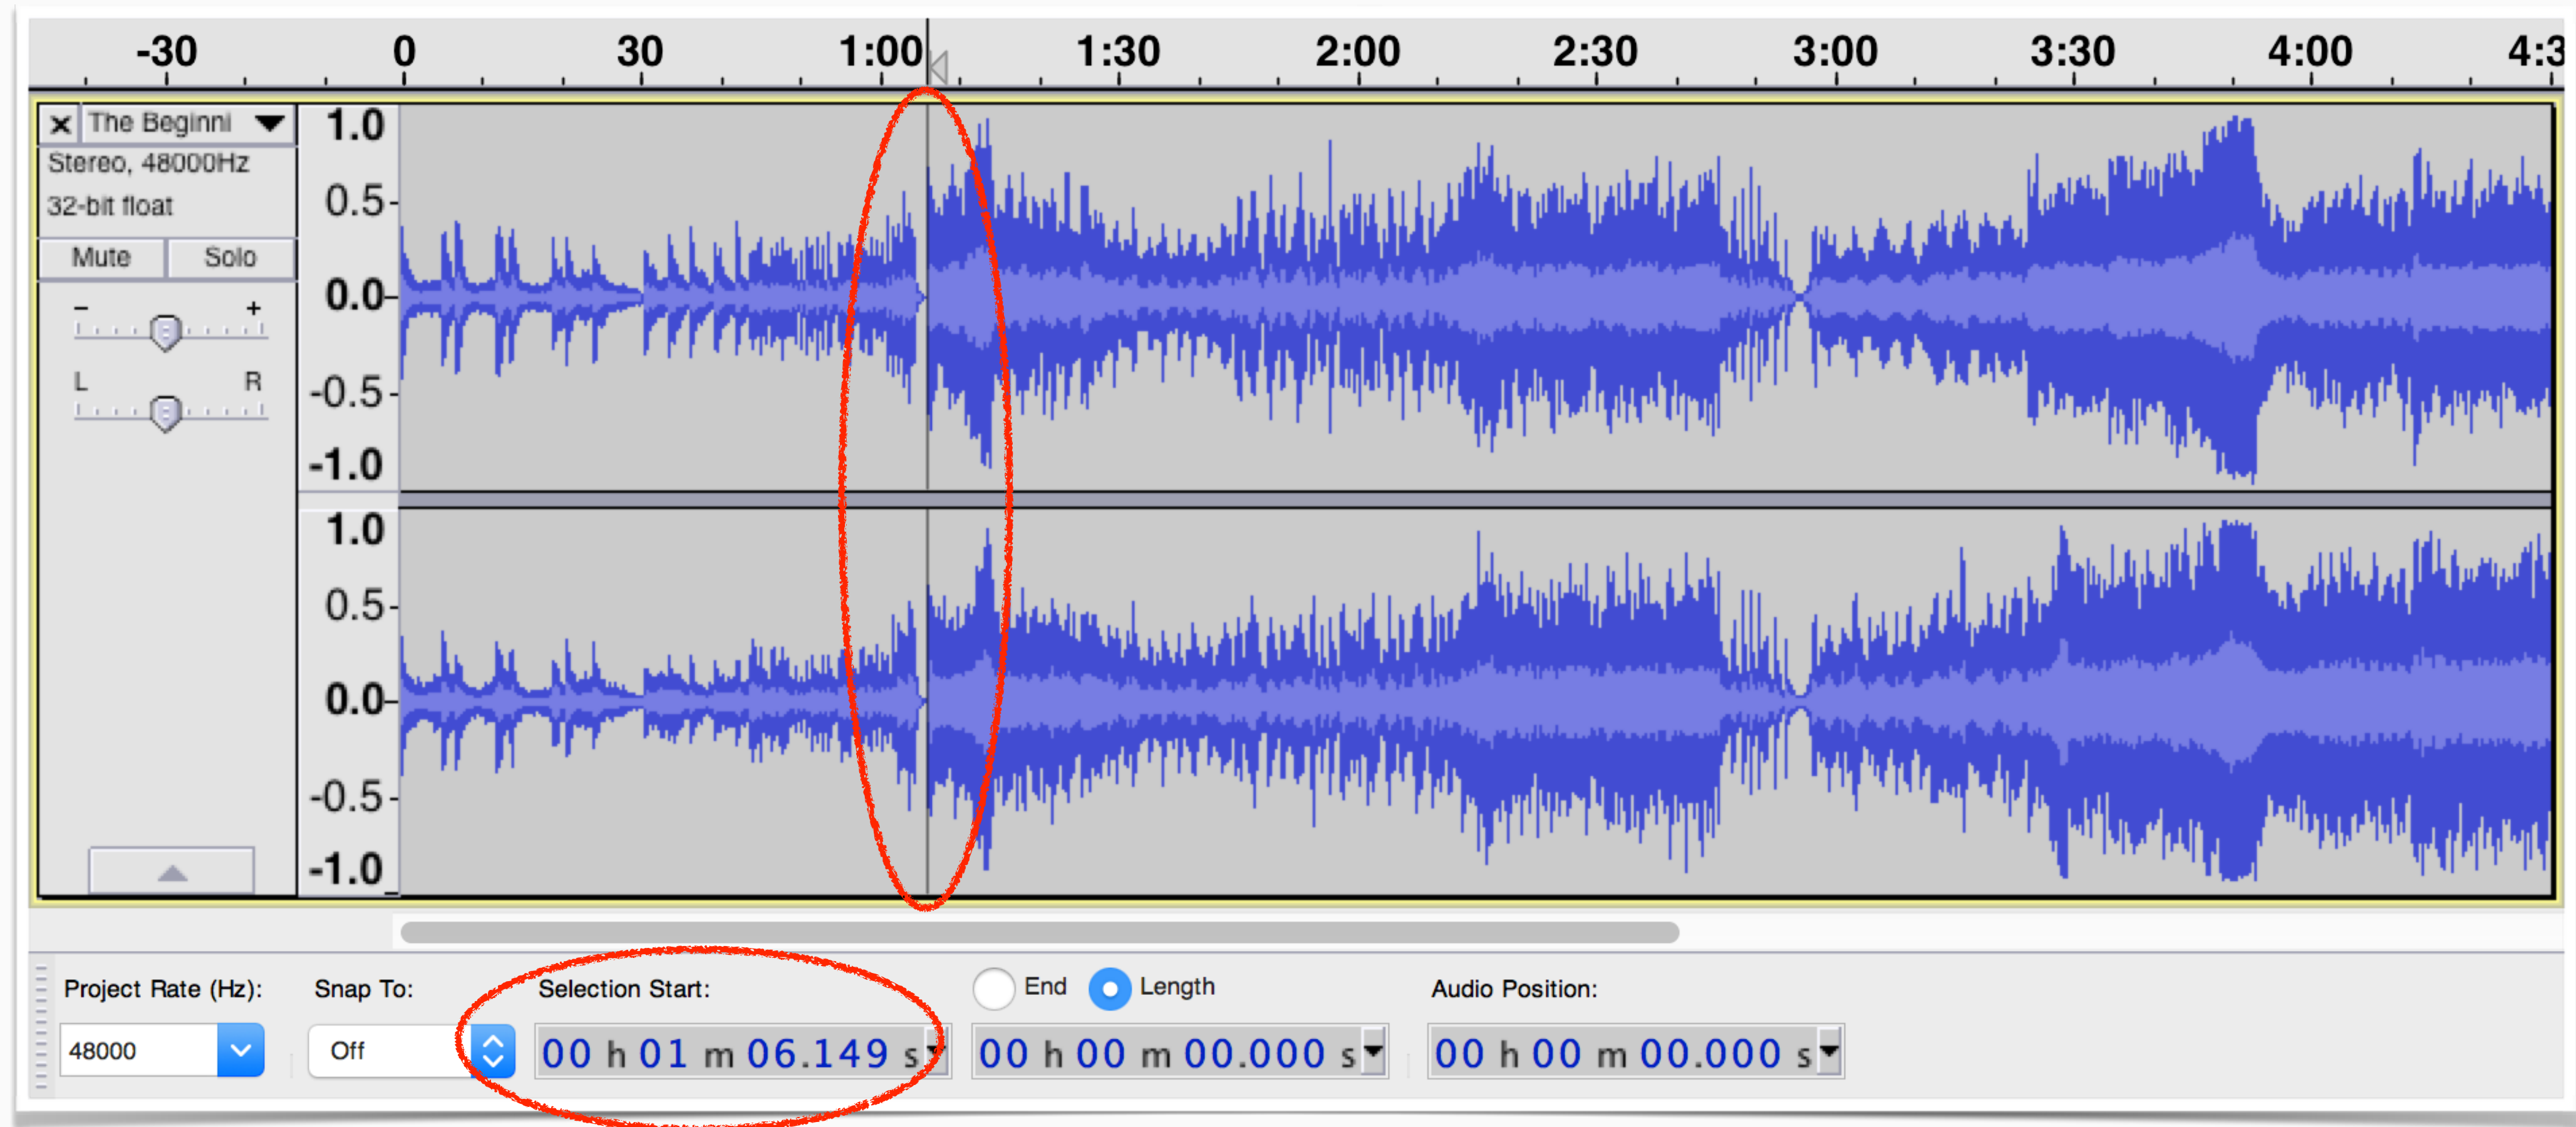 -30 0 30 1:00 1:30 2:00 2:30 3:00 3:30 4:00 4:3
x The Beginni
Stereo, 48000Hz
32-bit float
Mute Solo
- +
L R
1.0
0.5-
0.0-
-0.5-
-1.0
1.0
0.5-
0.0-
-0.5-
-1.0
Project Rate (Hz): Snap To: Selection Start: End Length Audio Position:
48000 Off 00 h 01 m 06.149 s 00 h 00 m 00.000 s 00 h 00 m 00.000 s